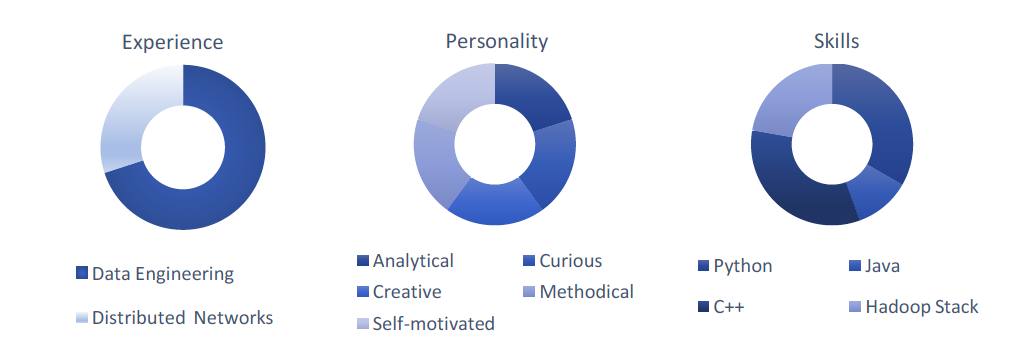 Experience
Data Engineering
Distributed Networks
Personality
Analytical
Curious
Creative
Methodical
Self-motivated
Skills
Python
Java
C++
Hadoop Stack